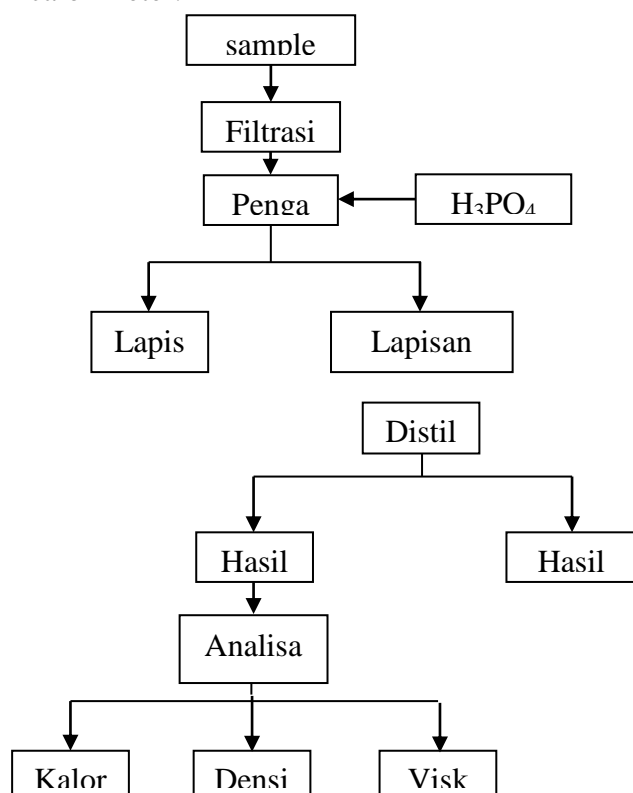 sample
Filtrasi
Penga
H₃PO₄
Lapis
Lapisan
Distil
Hasil
Hasil
Analisa
Kalor
Densi
Visk